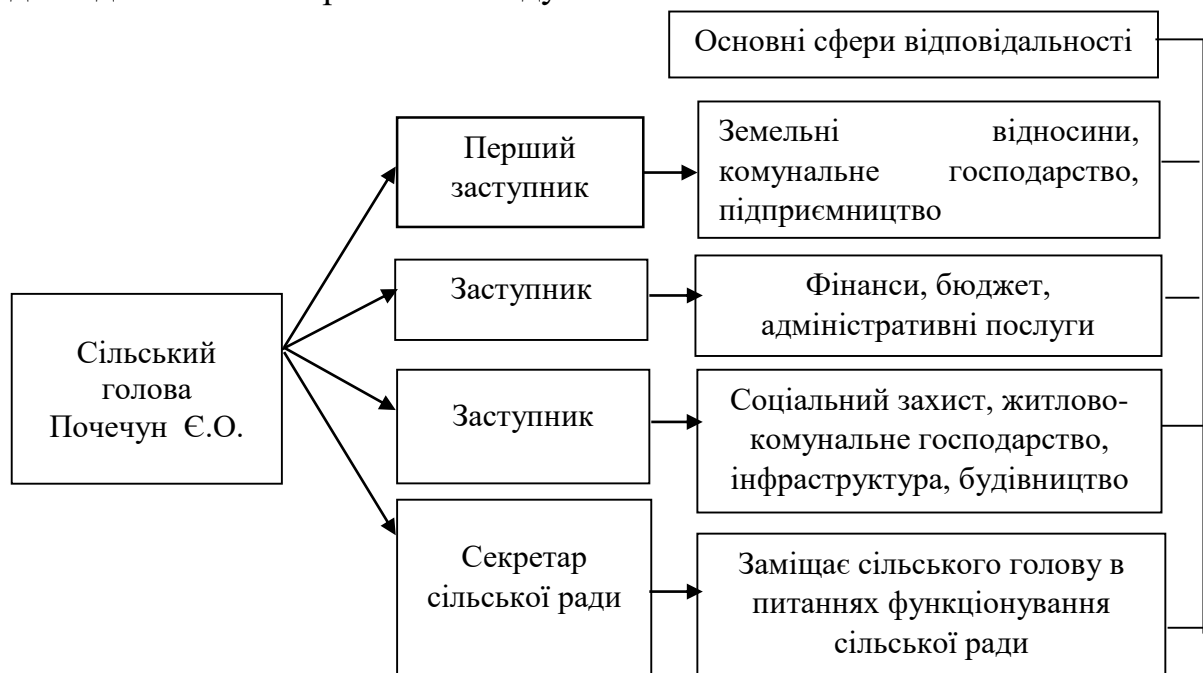 Основні сфери відповідальності
Перший
заступник
Земельні відносини,
комунальне господарство,
підприємництво
Заступник
Фінанси, бюджет,
адміністративні послуги
Сільський
голова
Почечун Є.О.
Заступник
Соціальний захист, житлово-
комунальне господарство,
інфраструктура, будівництво
Секретар
сільської ради
Заміщає сільського голову в
питаннях функціонування
сільської ради